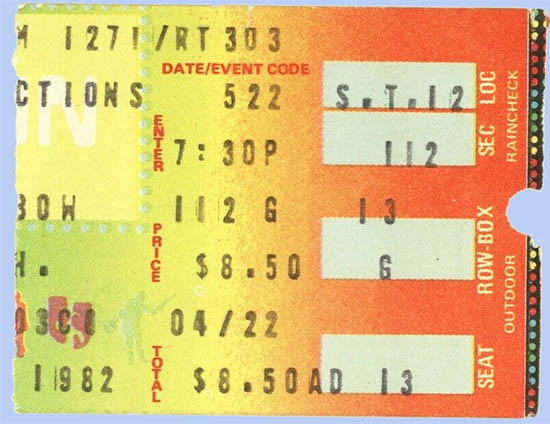 M 1271/RT 303
DATE/EVENT CODE
CTIONS 522 S.T.12 LOC
ENTER 7:30P 112 SEC
RAINCHECK
BOW 112 G 13
PRICE $8.50 G ROW-BOX
H.
OUTDOOR
03CO 04/22
1982 TOTAL $8.50AD 13 SEAT